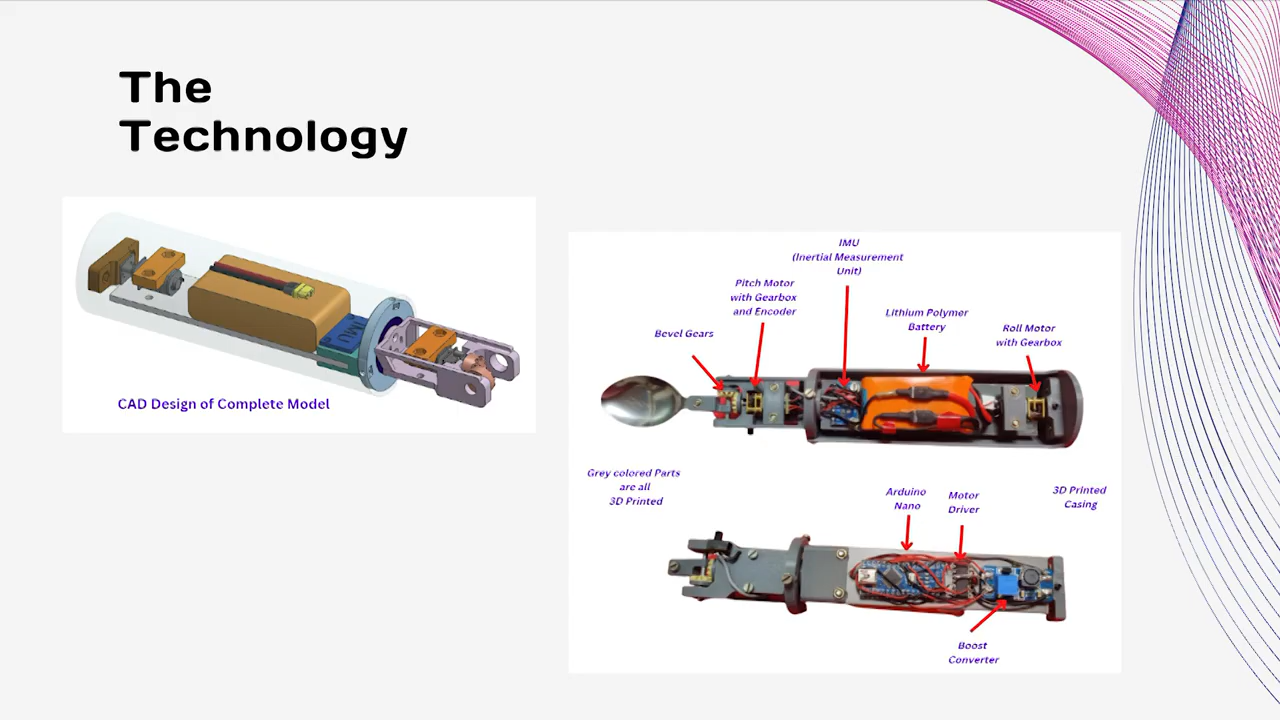 The
Technology
IMU
CAD Design of Complete Model
IMU
(Inertial Measurement
Unit)
Pitch Motor
with Gearbox
and Encoder
Bevel Gears
Lithium Polymer
Battery
Roll Motor
with Gearbox
Grey colored Parts
are all
3D Printed
Arduino
Nano
Motor
Driver
3D Printed
Casing
Boost
Converter